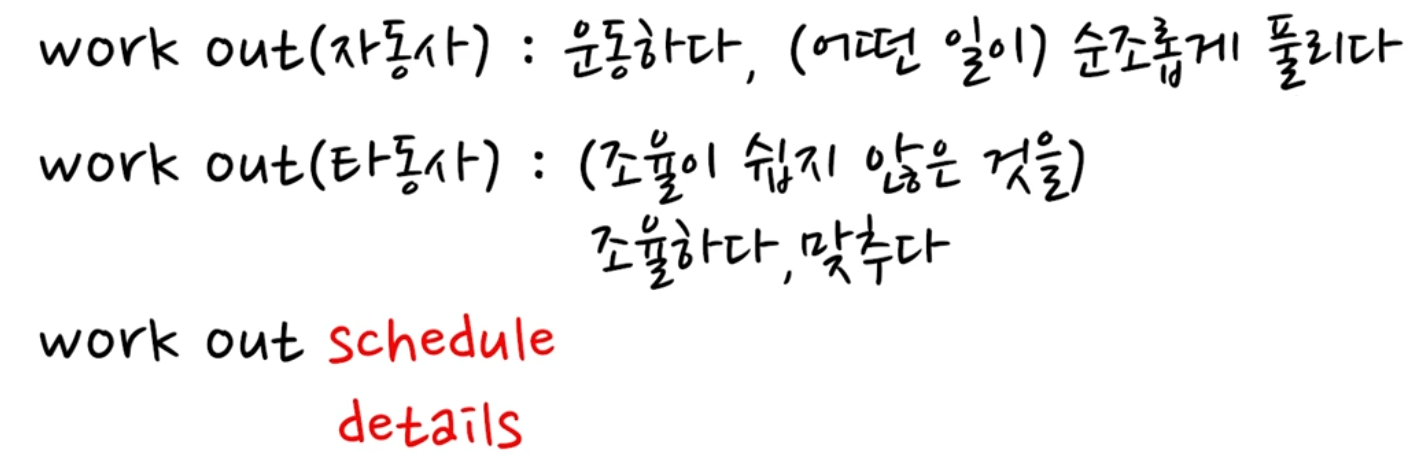 work out(자동사) : 운동하다, (어떤 일이) 순조롭게 풀리다
work out(타동사) : (조율이 쉽지 않은 것을)
조율하다, 맞추다
work out schedule
details